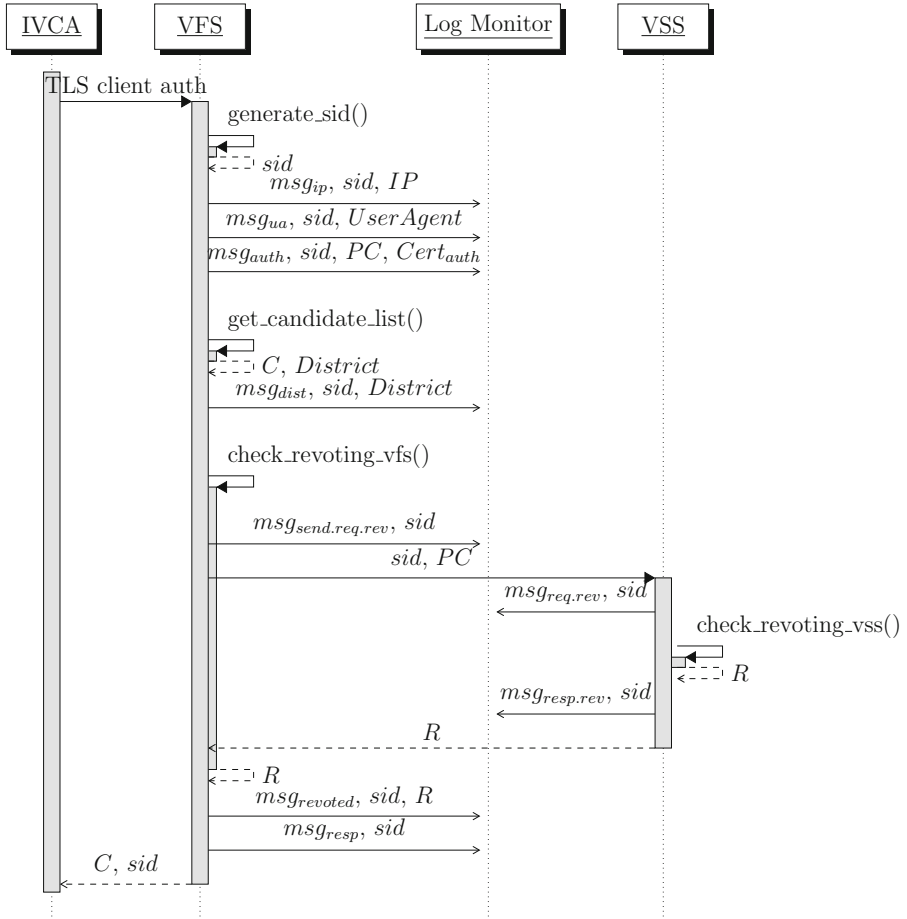 IVCA
VFS
Log Monitor
VSS
TLS client auth
generate_sid()
sid
msg_ip, sid, IP
msg_ua, sid, UserAgent
msg_auth, sid, PC, Cert_auth
get_candidate_list()
C, District
msg_dist, sid, District
check_revoting_vfs()
msg_send.req.rev, sid
sid, PC
msg_req.rev, sid
check_revoting_vss()
R
msg_resp.rev, sid
R
R
msg_revoted, sid, R
msg_resp, sid
C, sid